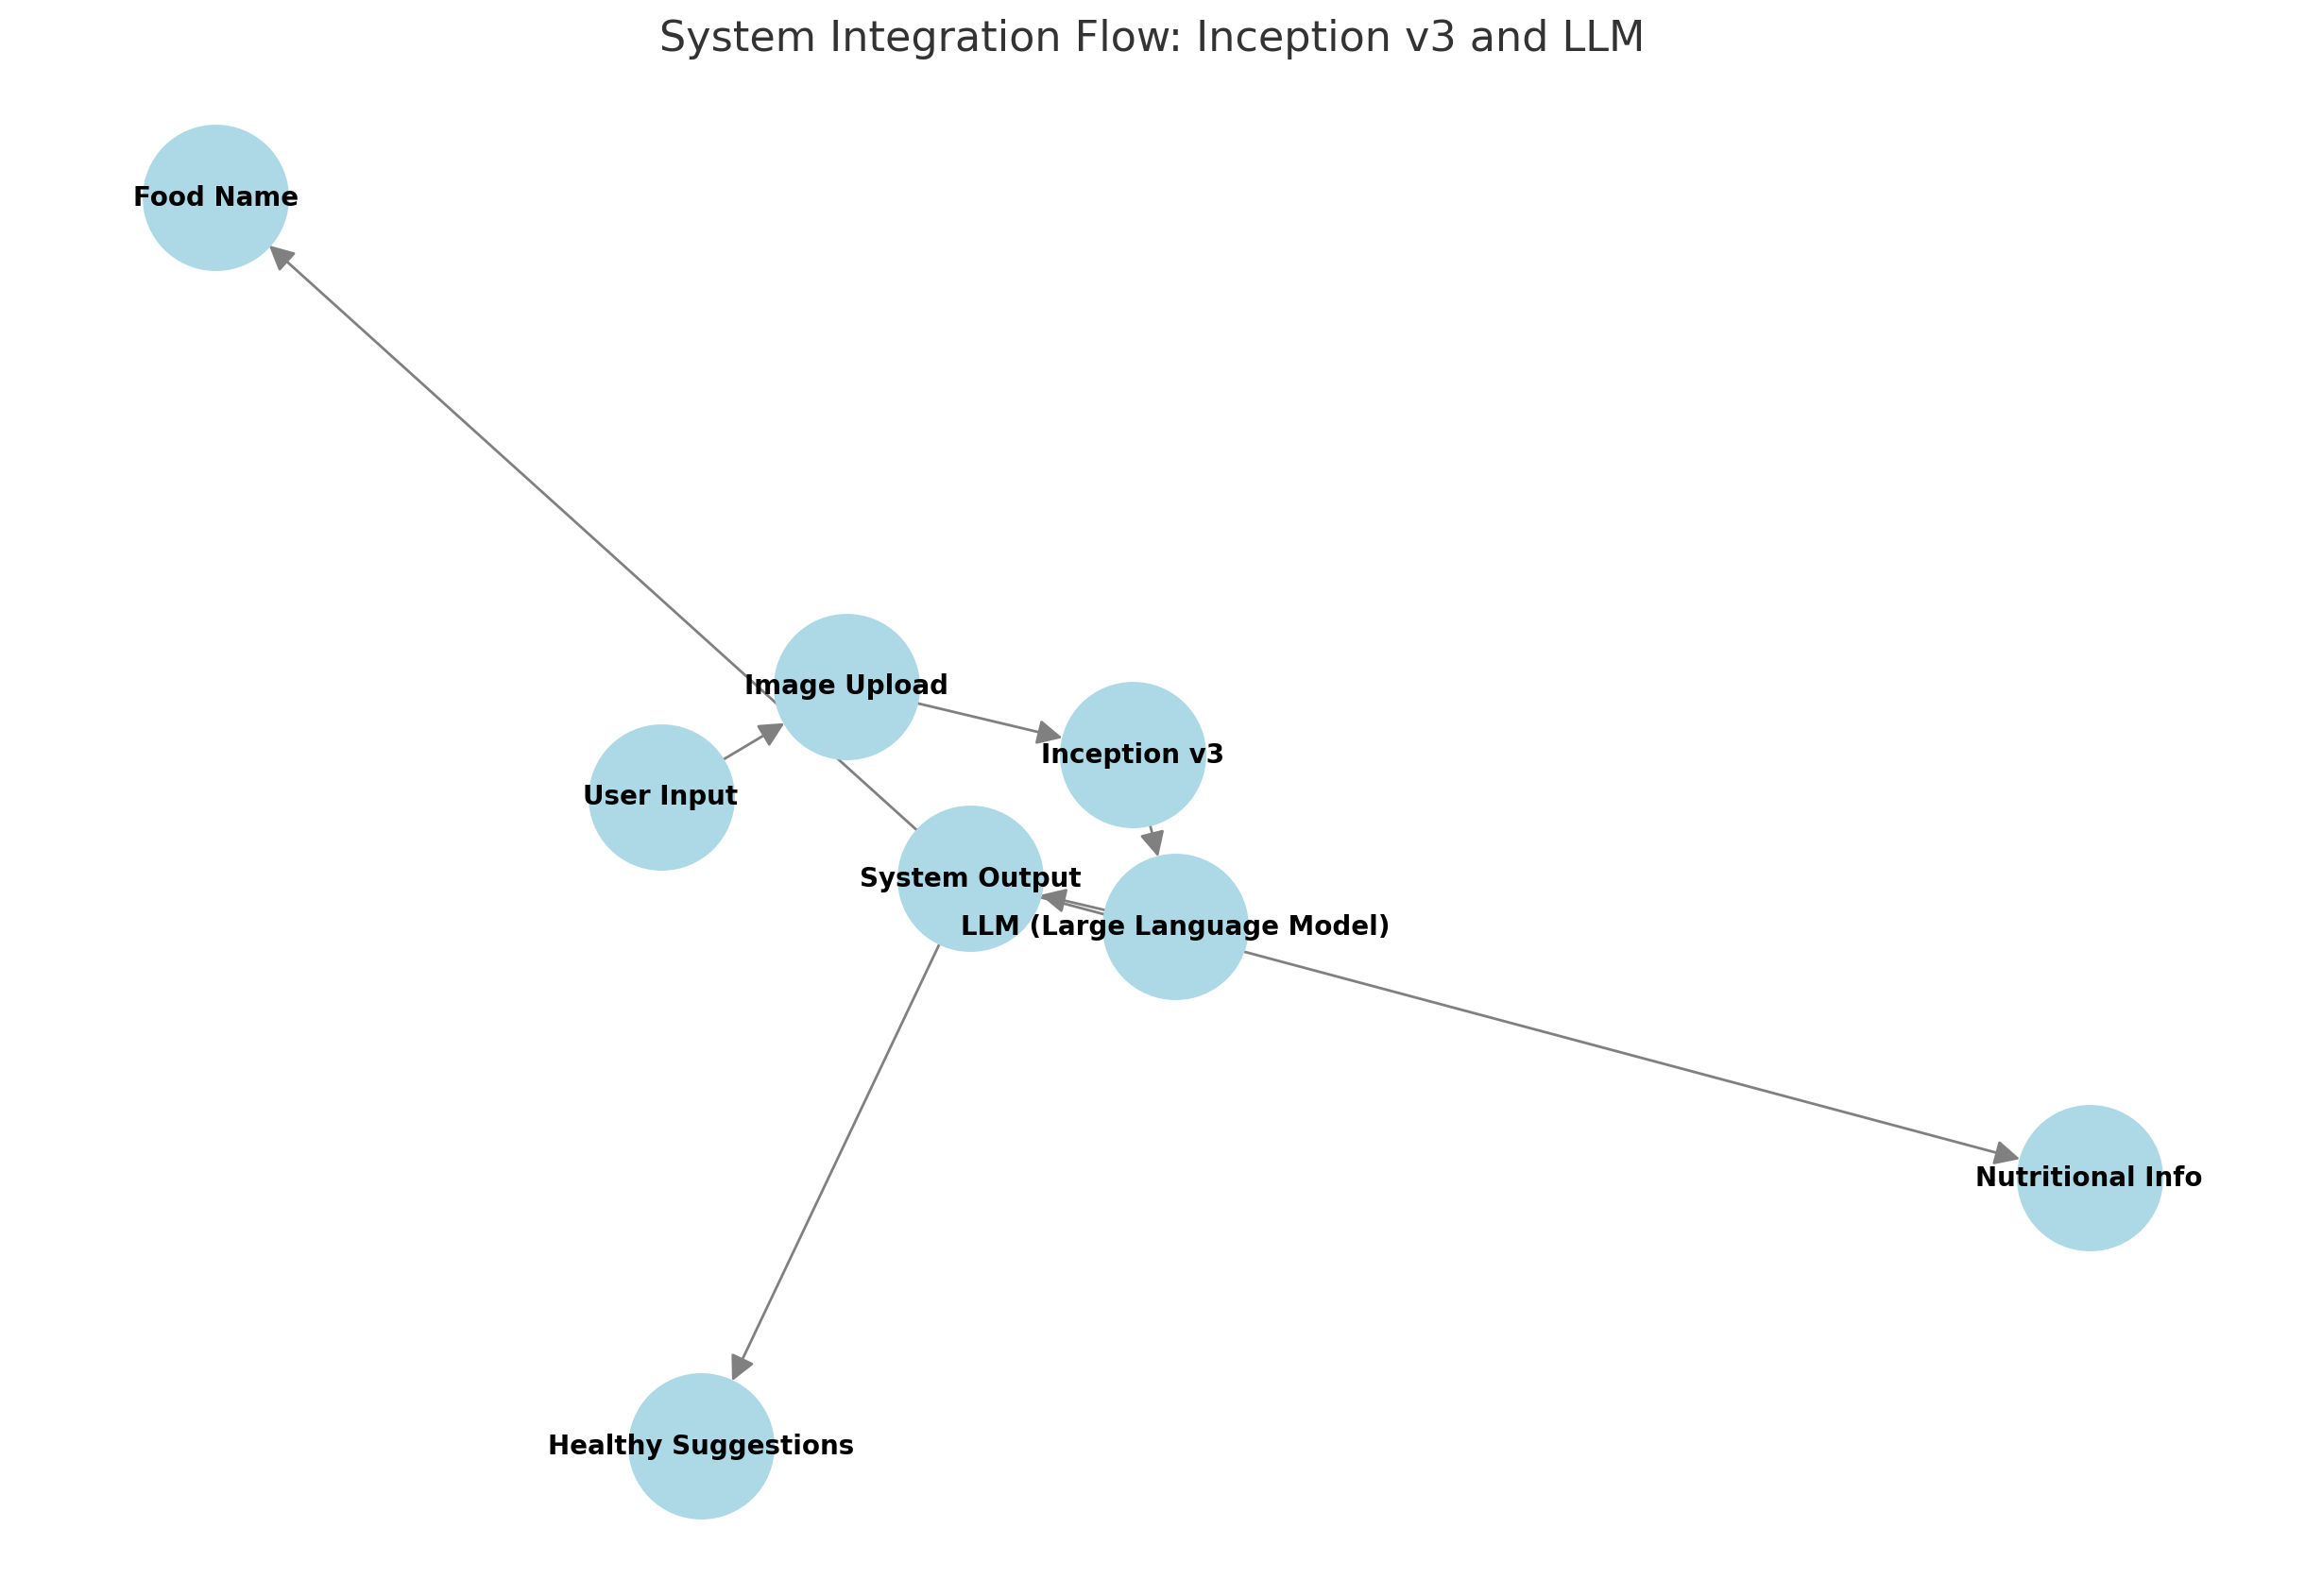 System Integration Flow: Inception v3 and LLM
Food Name
Image Upload
Inception v3
User Input
System Output
LLM (Large Language Model)
Nutritional Info
Healthy Suggestions